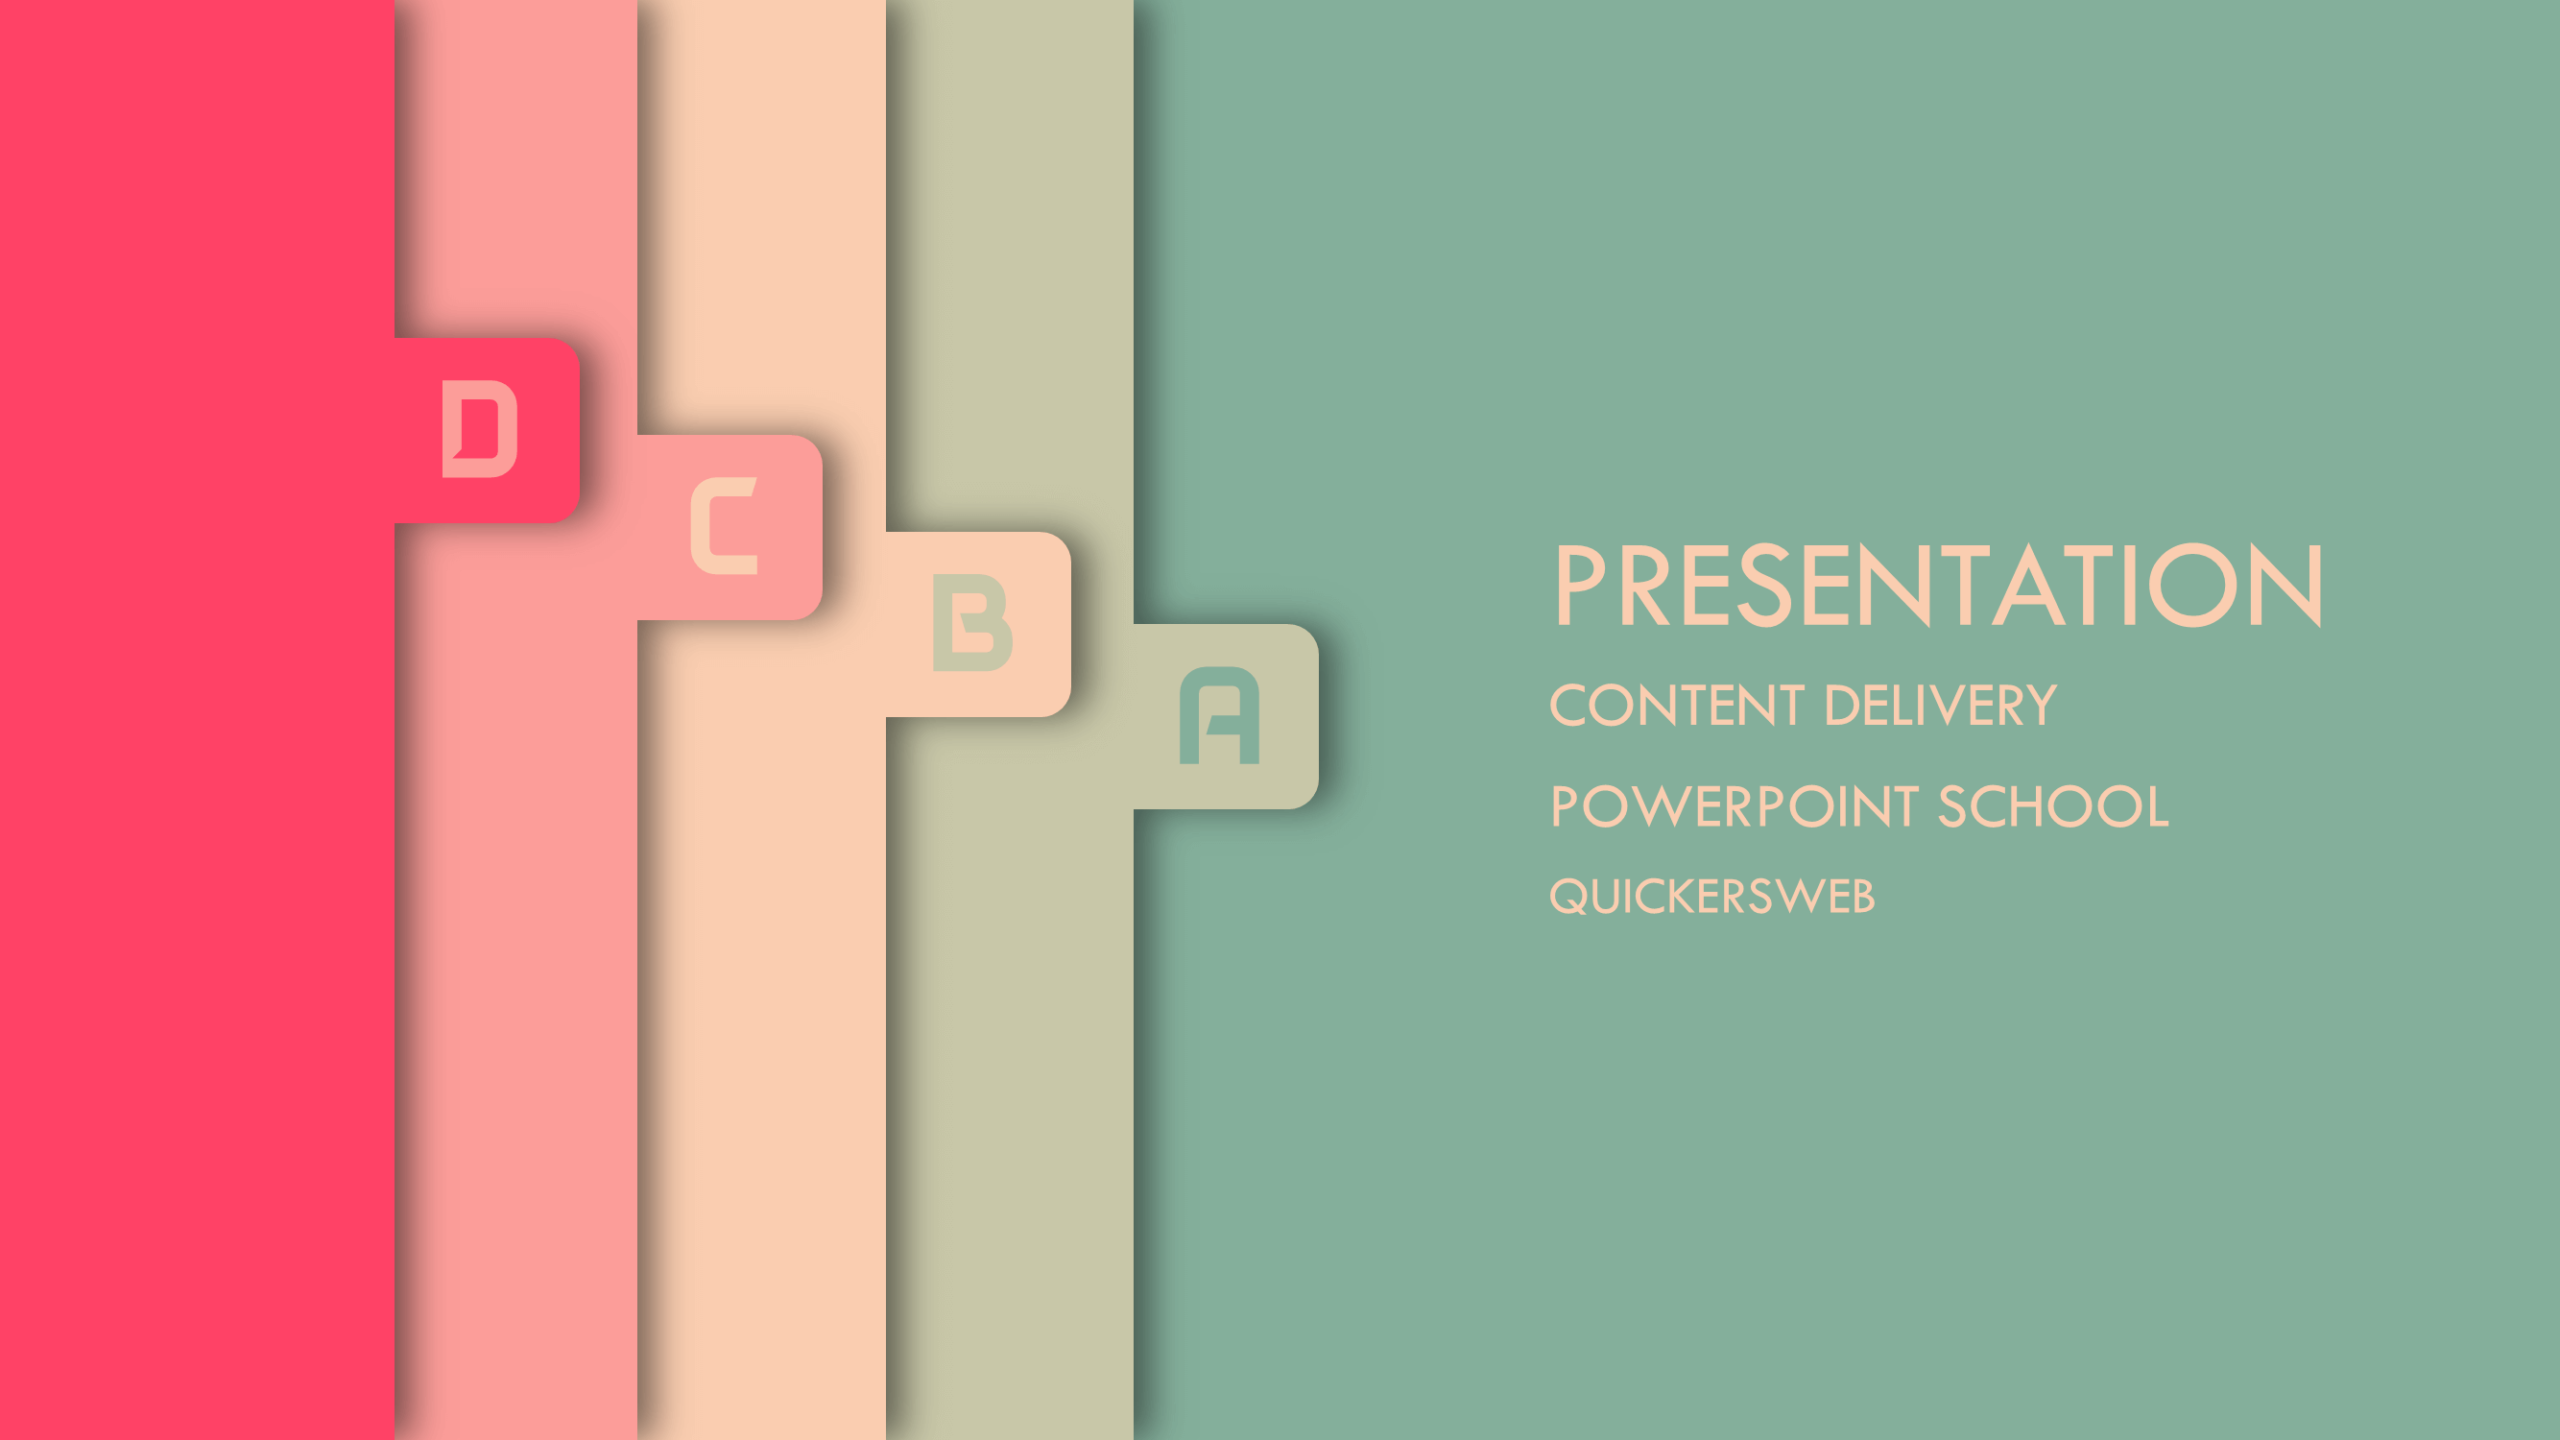 D
C
B
A
PRESENTATION
CONTENT DELIVERY
POWERPOINT SCHOOL
QUICKERSWEB